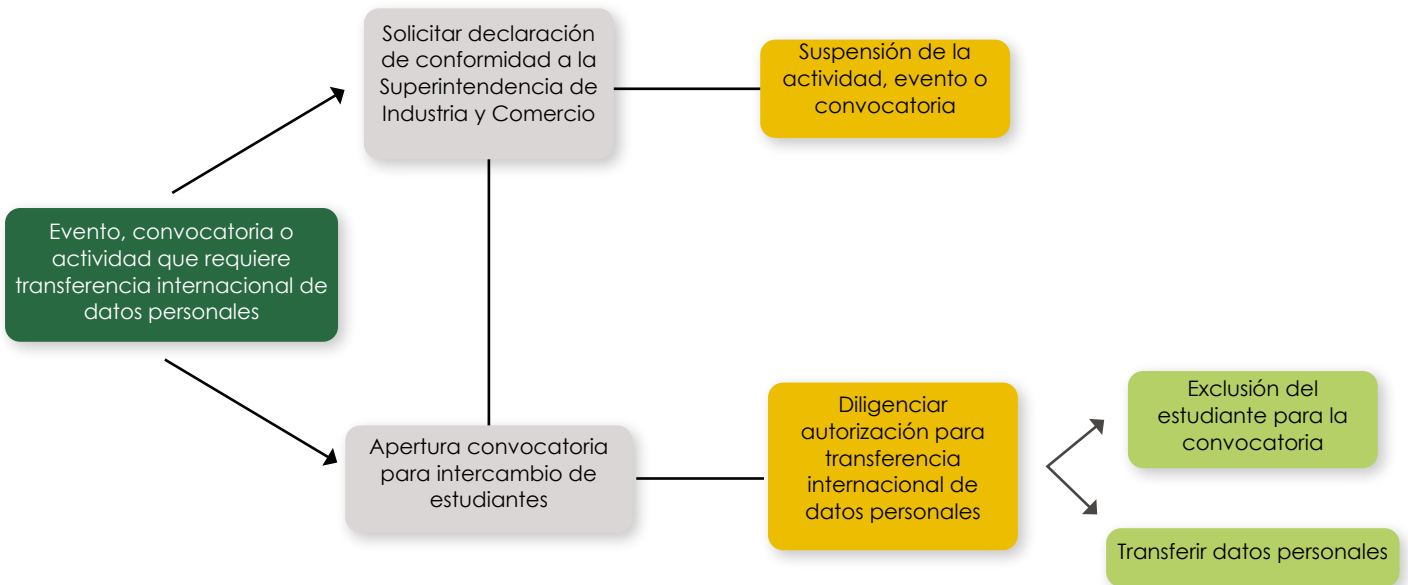 Solicitar declaración
de conformidad a la
Superintendencia de
Industria y Comercio
Suspensión de la
actividad, evento o
convocatoria
Evento, convocatoria o
actividad que requiere
transferencia internacional de
datos personales
Apertura convocatoria
para intercambio de
estudiantes
Diligenciar
autorización para
transferencia
internacional de
datos personales
Exclusión del
estudiante para la
convocatoria
Transferir datos personales